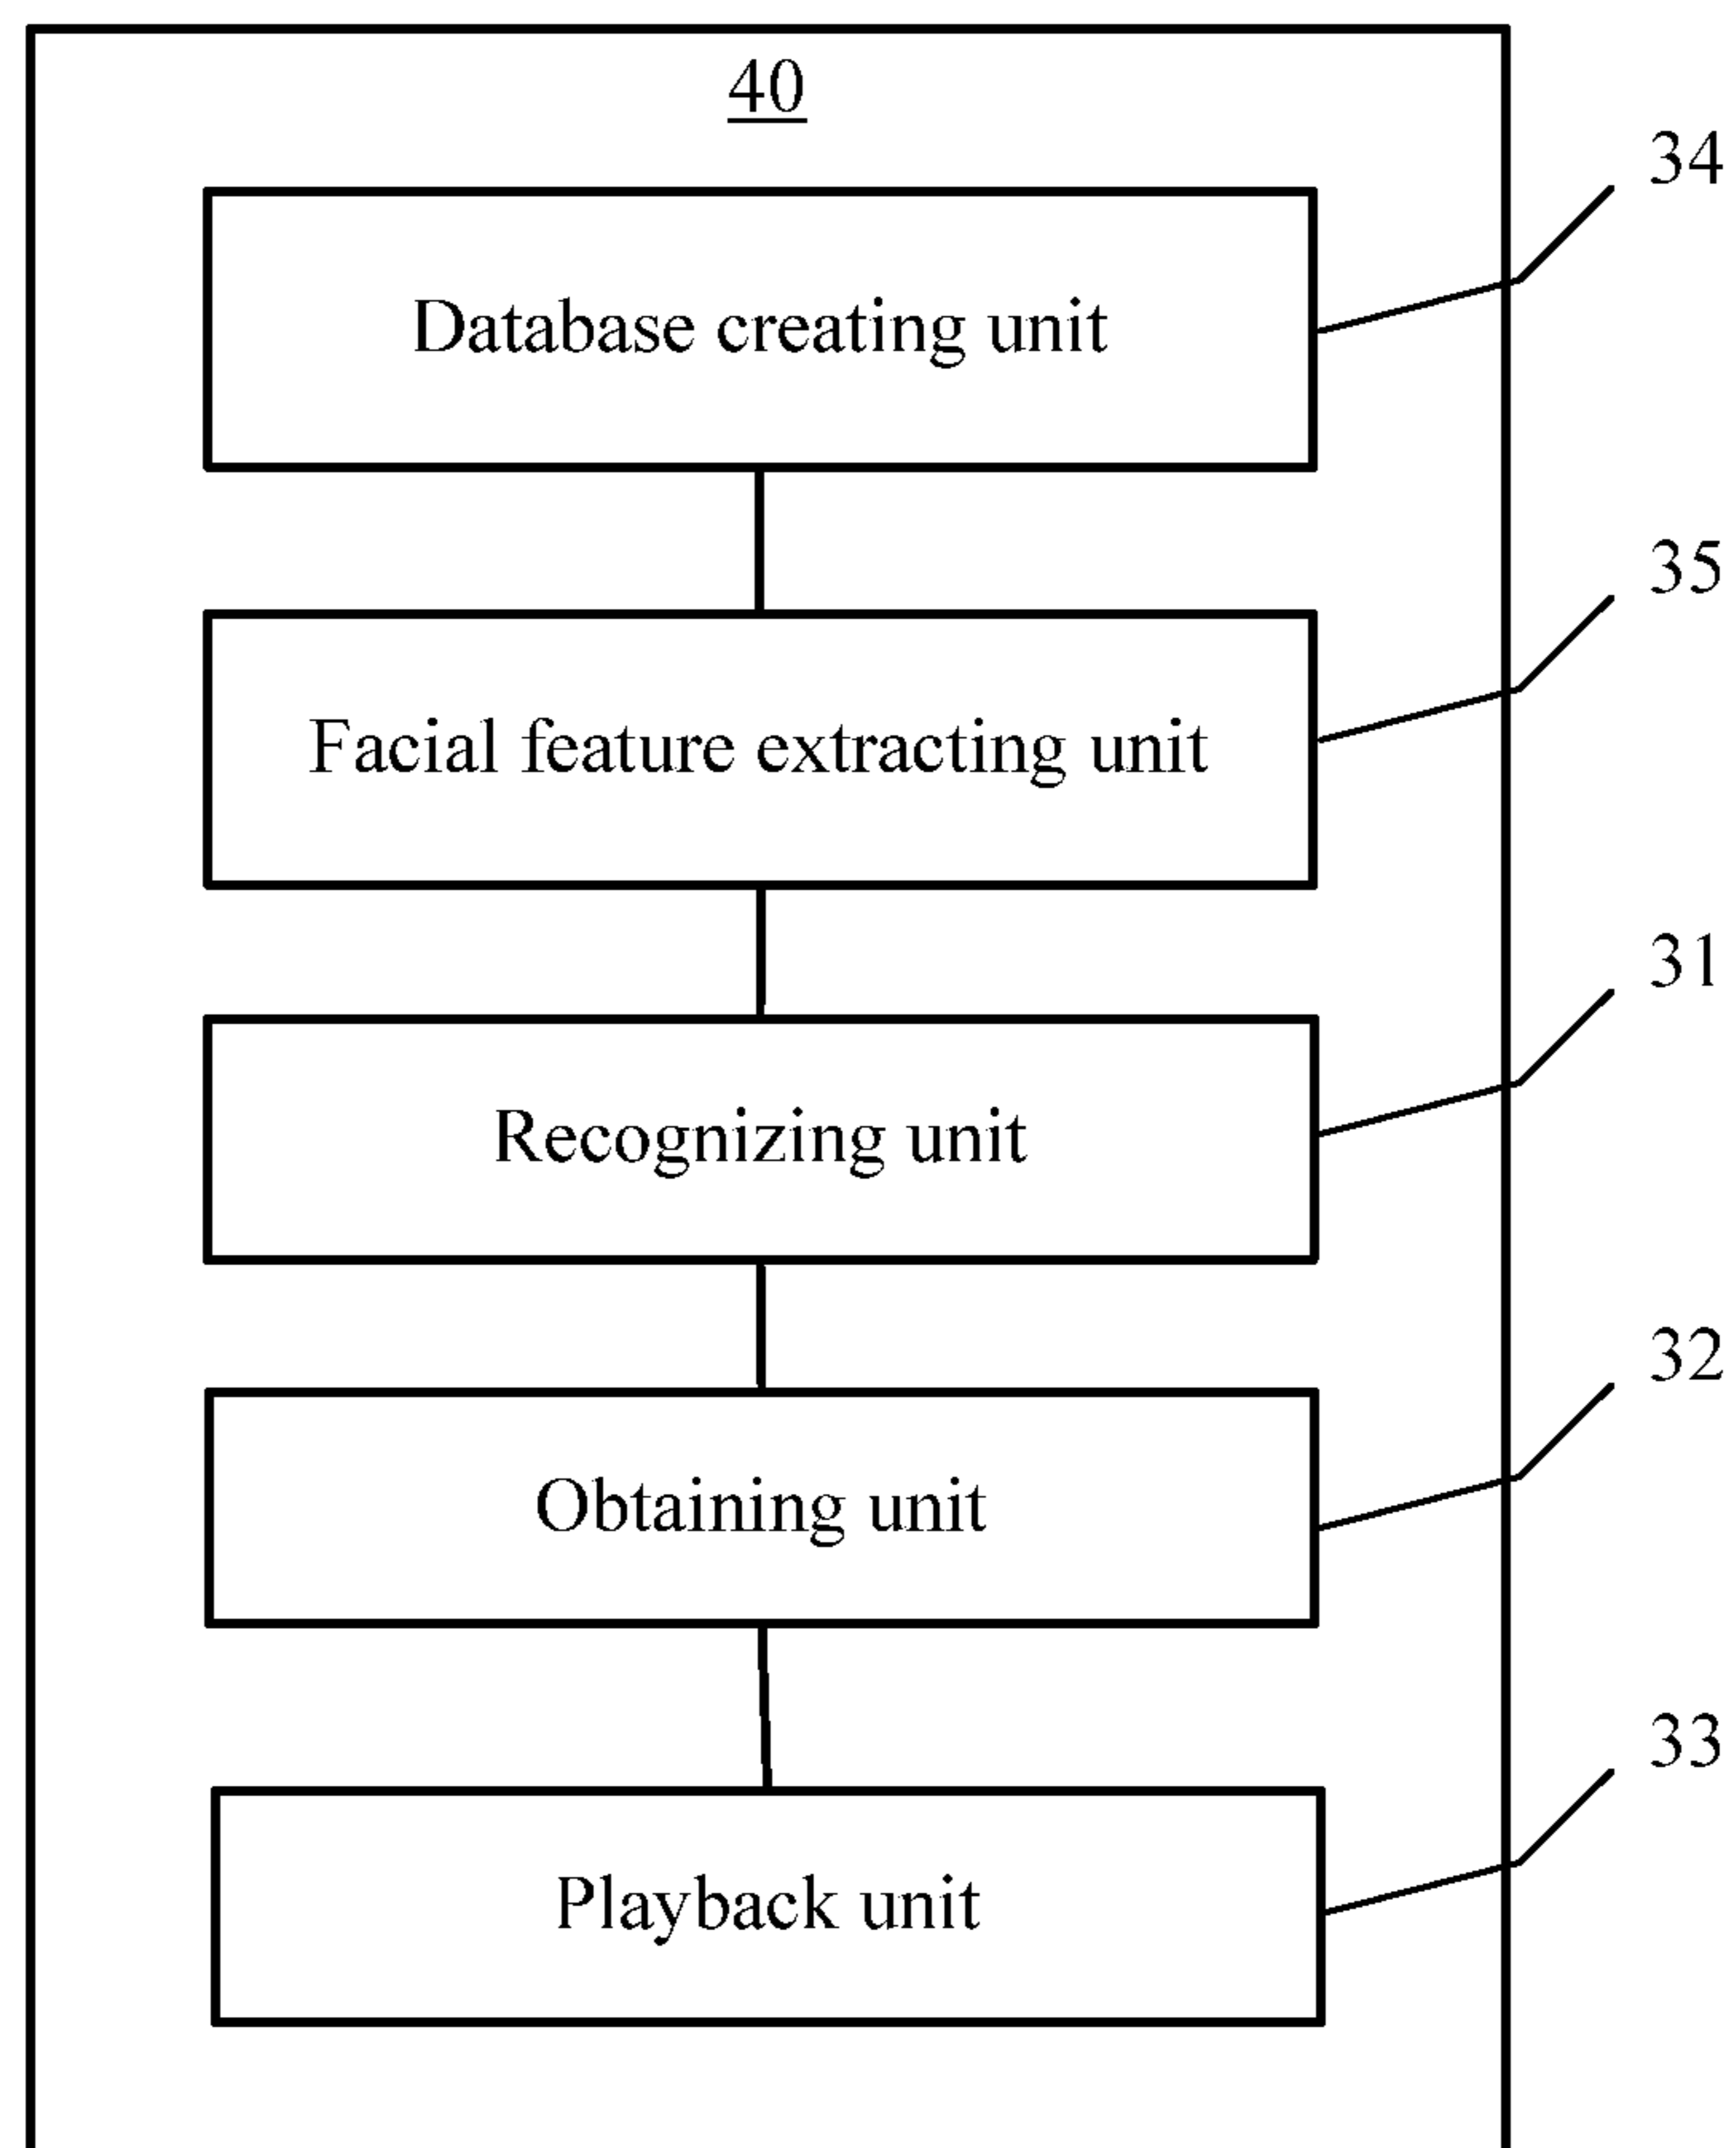 40
34
Database creating unit
35
Facial feature extracting unit
31
Recognizing unit
32
Obtaining unit
33
Playback unit